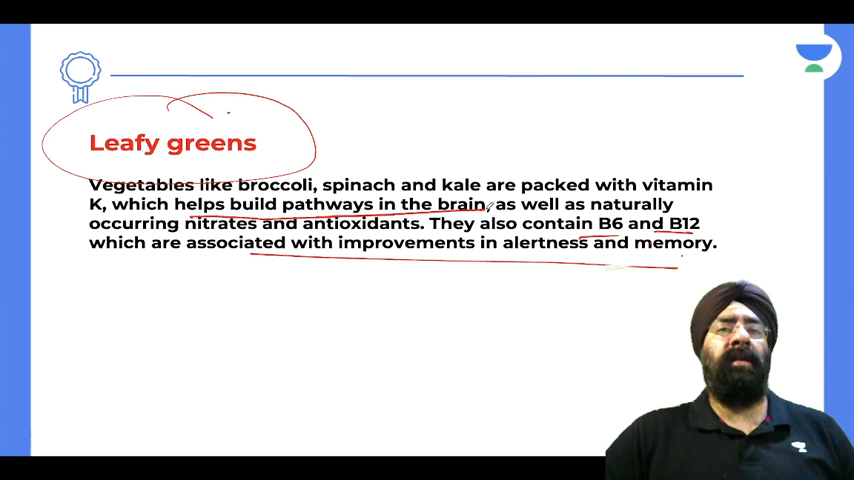 Leafy greens
Vegetables like broccoli, spinach and kale are packed with vitamin
K, which helps build pathways in the brain, as well as naturally
occurring nitrates and antioxidants. They also contain B6 and B12
which are associated with improvements in alertness and memory.